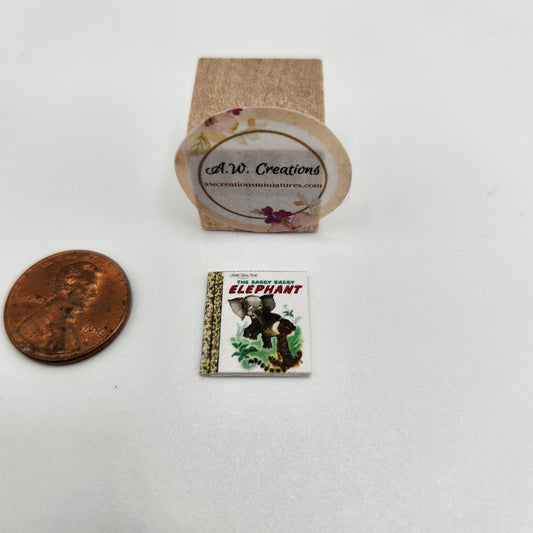 A.W. Creations
awcreationsminiatures.com
THE SAGGY BAGGY
ELEPHANT